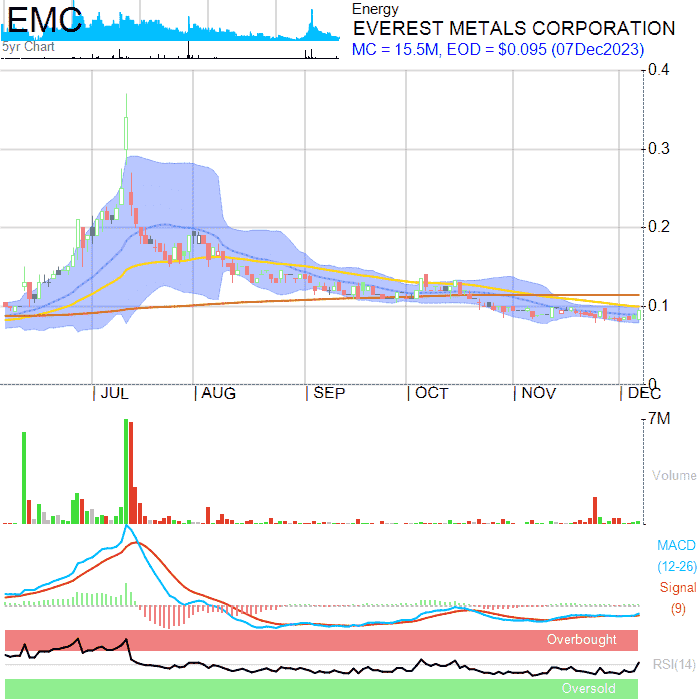 EMC
5yr Chart
Energy
EVEREST METALS CORPORATION
MC = 15.5M, EOD = $0.095 (07Dec2023)
0.4
0.3
0.2
0.1
0
JUL AUG SEP OCT NOV DEC
7M
Volume
MACD
(12-26)
Signal
(9)
Overbought
RSI(14)
Oversold